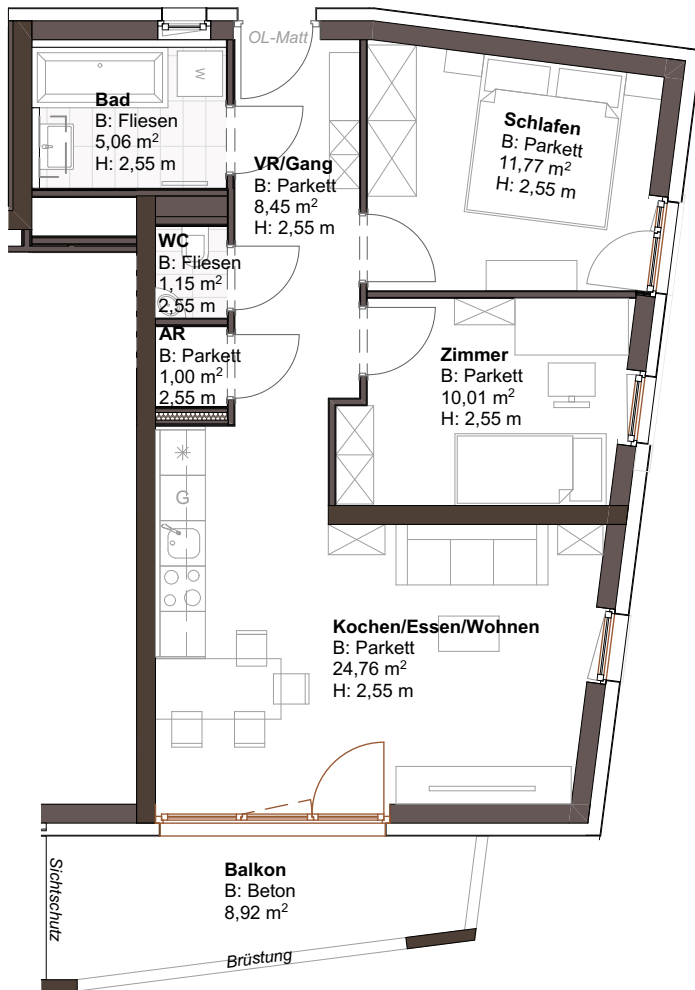 OL-Matt
W
Bad
B: Fliesen
5,06 m²
H: 2,55 m
Schlafen
B: Parkett
11,77 m²
H: 2,55 m
VR/Gang
B: Parkett
8,45 m²
H: 2,55 m
WC
B: Fliesen
1,15 m²
2,55 m
AR
B: Parkett
1,00 m²
2,55 m
Zimmer
B: Parkett
10,01 m²
H: 2,55 m
G
Kochen/Essen/Wohnen
B: Parkett
24,76 m²
H: 2,55 m
Balkon
B: Beton
8,92 m²
Sichtschutz
Brüstung